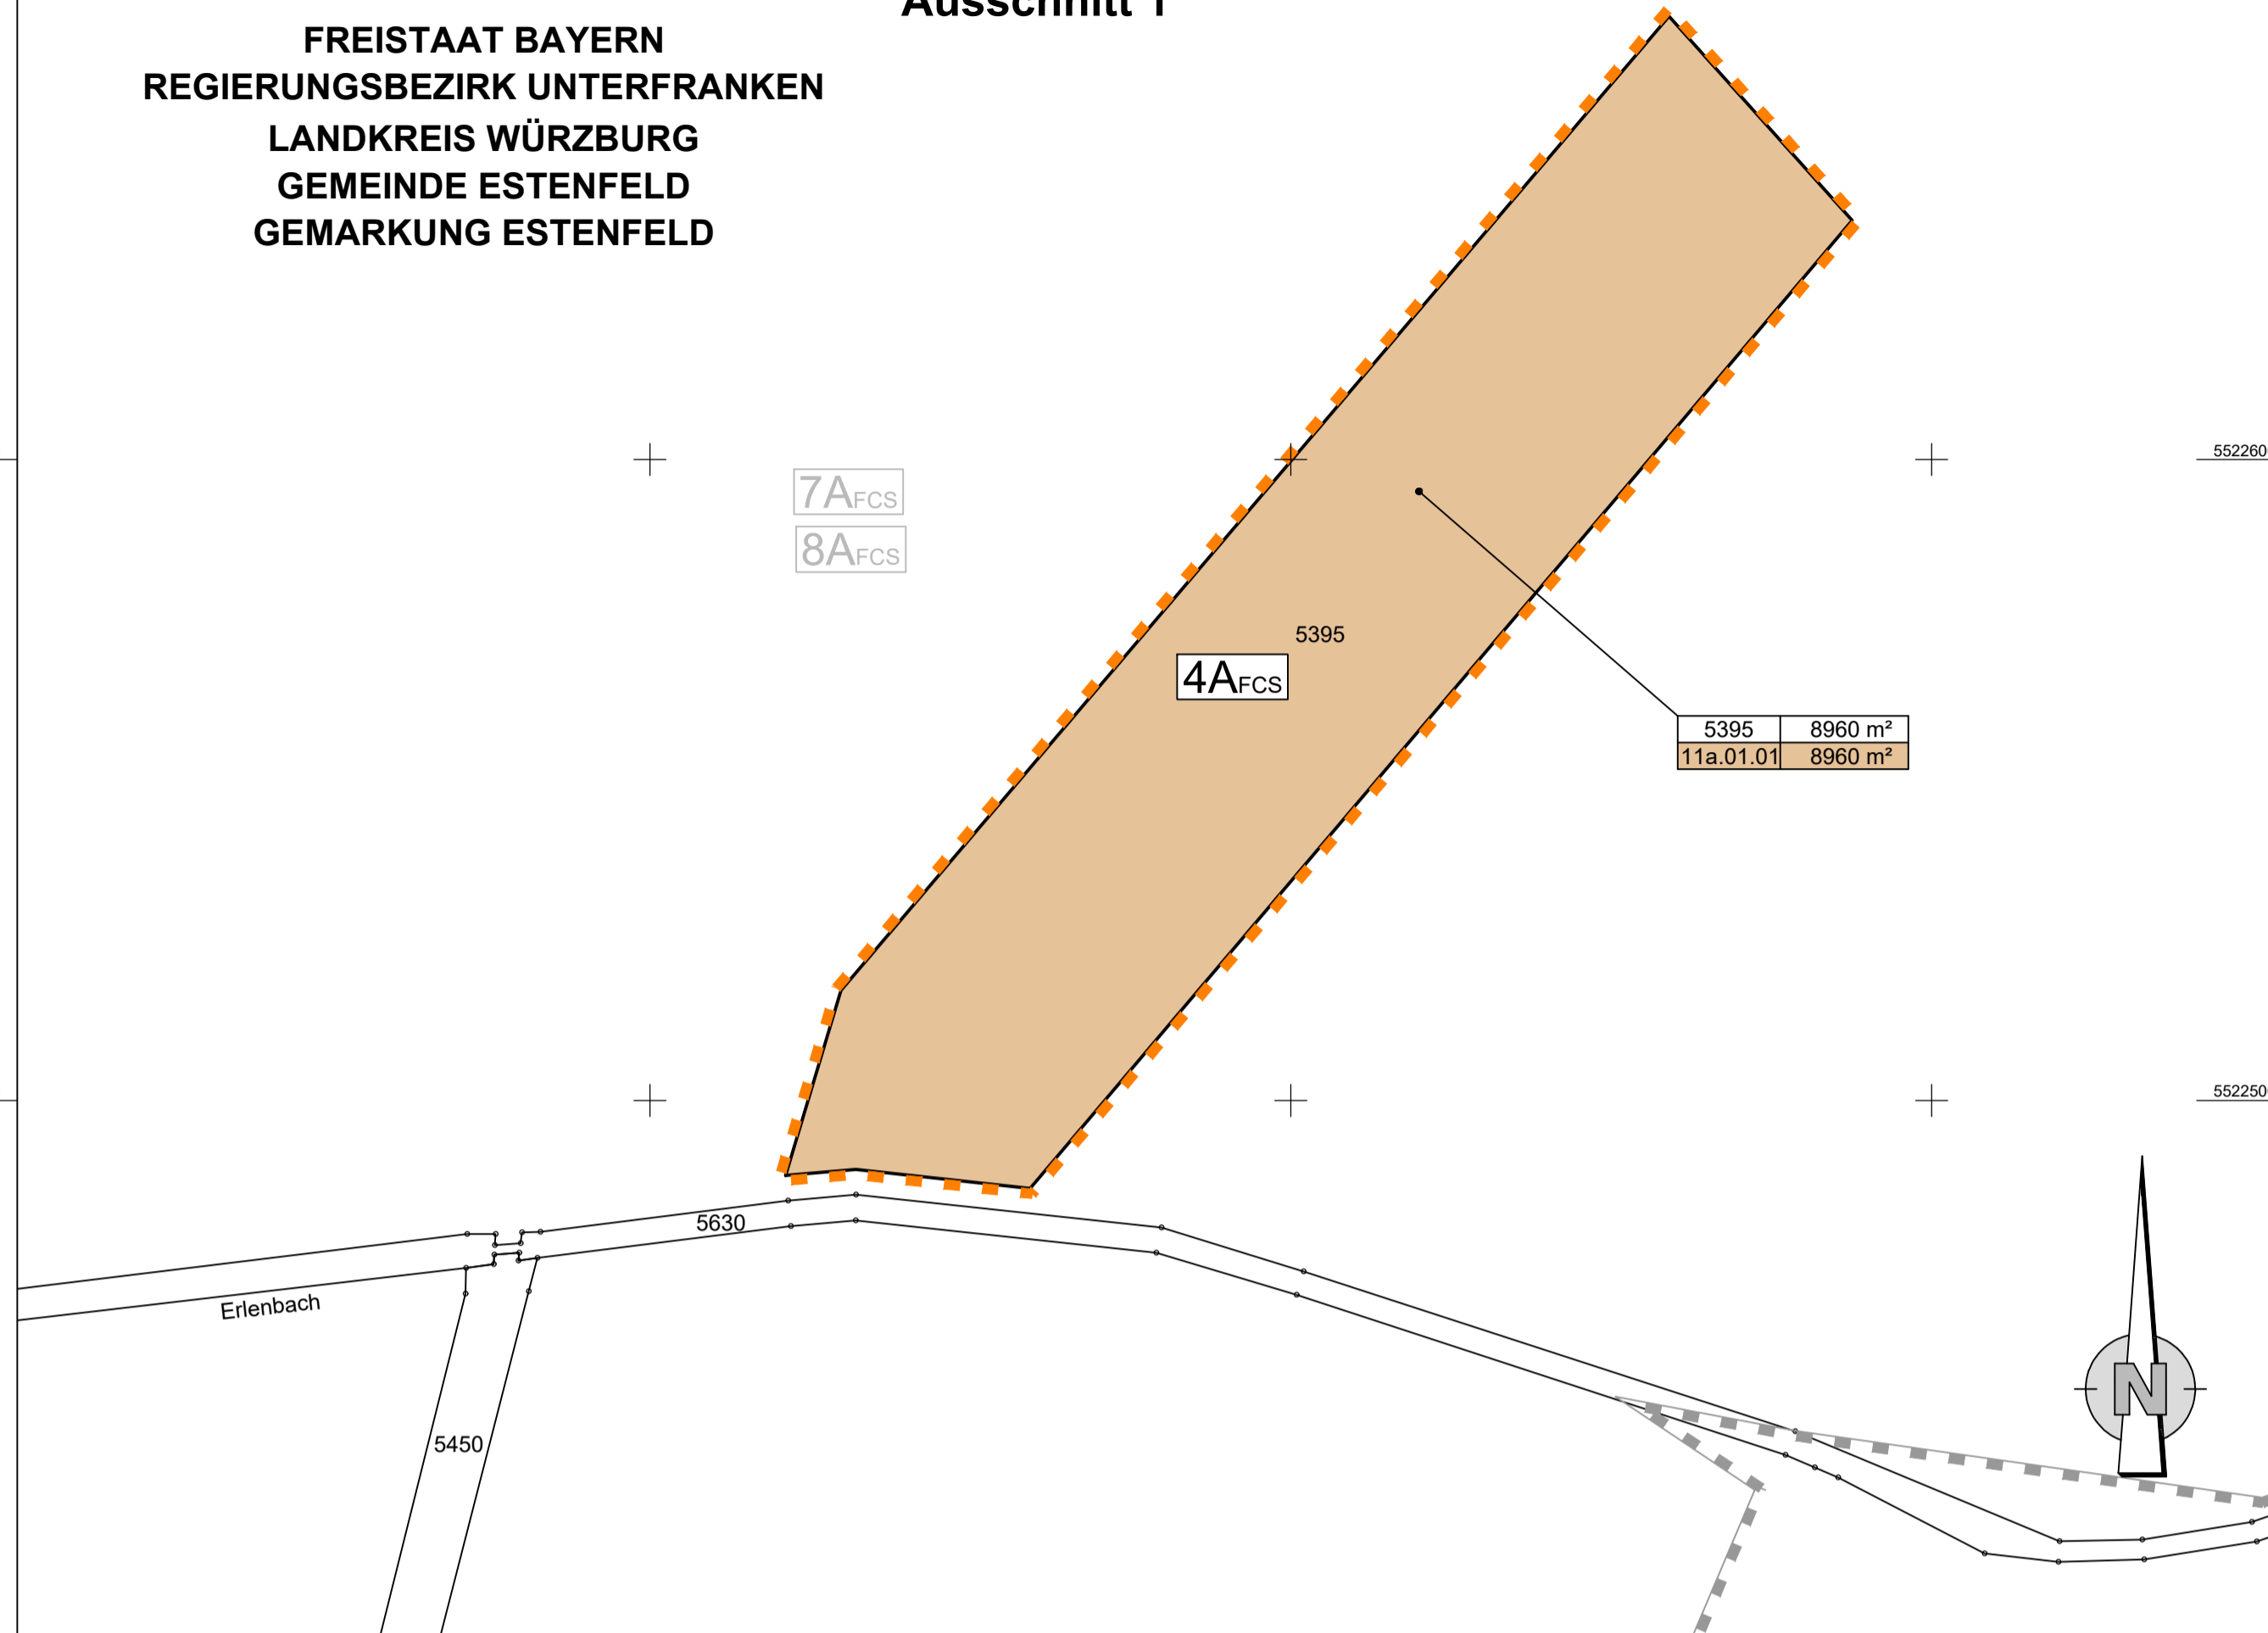 Ausschnitt 1
FREISTAAT BAYERN
REGIERUNGSBEZIRK UNTERFRANKEN
LANDKREIS WÜRZBURG
GEMEINDE ESTENFELD
GEMARKUNG ESTENFELD
552260
7AFCS
8AFCS
5395
4AFCS
5395 8960 m²
11a.01.01 8960 m²
552250
5630
Erlenbach
5450
N